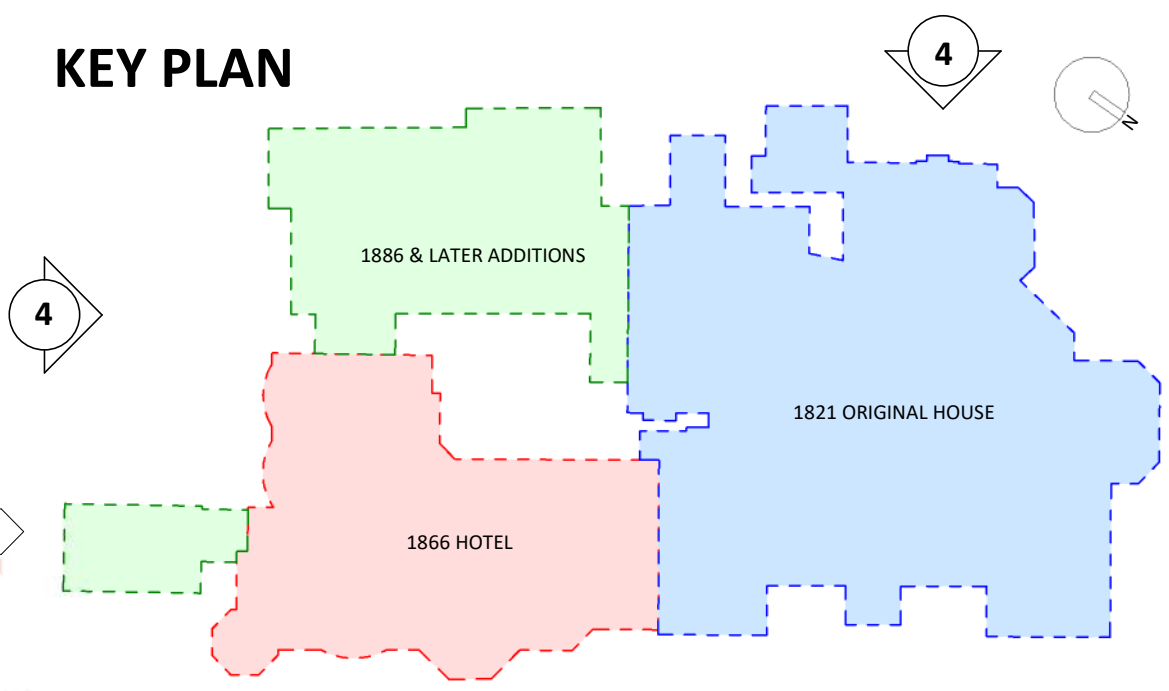 KEY PLAN
4
N
1886 & LATER ADDITIONS
4
1821 ORIGINAL HOUSE
1866 HOTEL